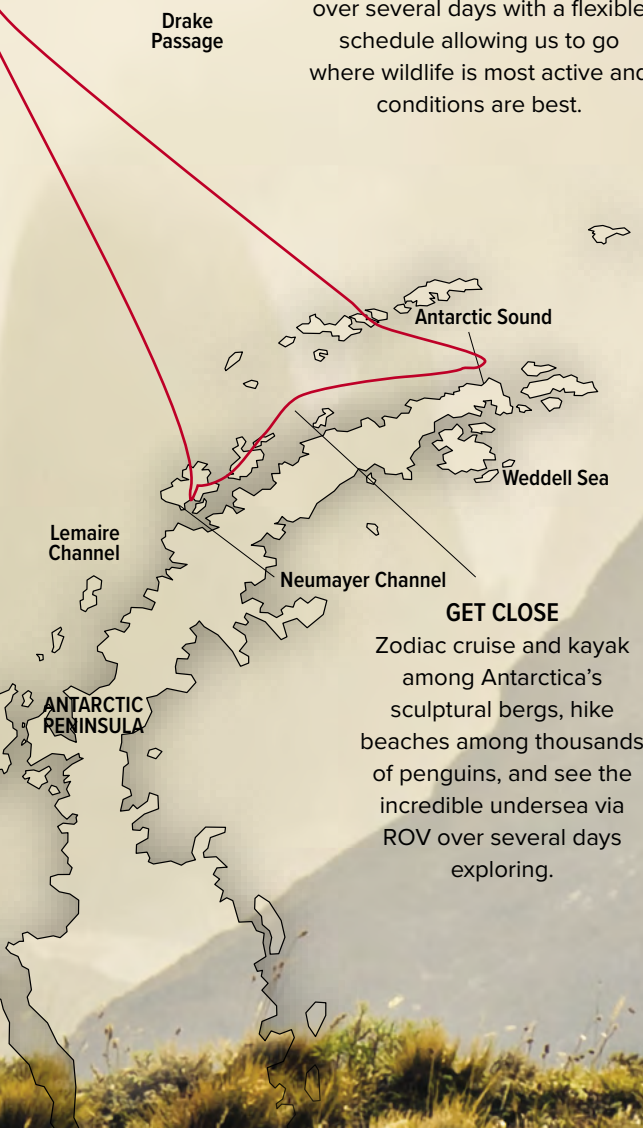 over several days with a flexible
schedule allowing us to go
where wildlife is most active and
conditions are best.
Drake
Passage
Antarctic Sound
Weddell Sea
Lemaire
Channel
Neumayer Channel
GET CLOSE
Zodiac cruise and kayak
among Antarctica’s
sculptural bergs, hike
beaches among thousands
of penguins, and see the
incredible undersea via
ROV over several days
exploring.
ANTARCTIC
PENINSULA